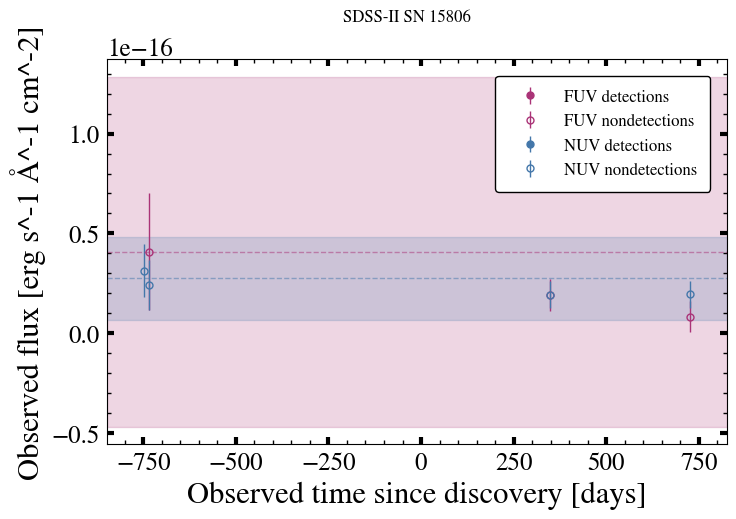 SDSS-II SN 15806
1e−16
FUV detections
FUV nondetections
NUV detections
NUV nondetections
1.0
0.5
0.0
−0.5
Observed flux [erg s^-1 Å^-1 cm^-2]
−750 −500 −250 0 250 500 750
Observed time since discovery [days]